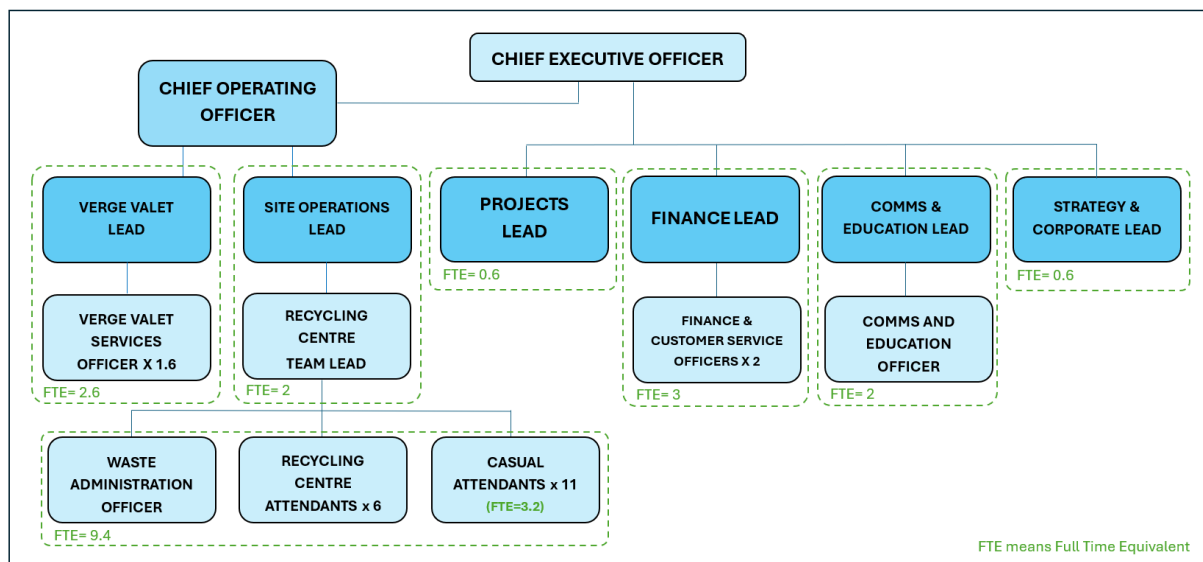 CHIEF EXECUTIVE OFFICER
CHIEF OPERATING
OFFICER
VERGE VALET
LEAD
SITE OPERATIONS
LEAD
PROJECTS
LEAD
FINANCE LEAD
COMMS &
EDUCATION LEAD
STRATEGY &
CORPORATE LEAD
FTE= 0.6
FTE= 0.6
VERGE VALET
SERVICES
OFFICER X 1.6
RECYCLING
CENTRE
TEAM LEAD
FINANCE &
CUSTOMER SERVICE
OFFICERS X 2
COMMS AND
EDUCATION
OFFICER
FTE= 2.6
FTE= 2
FTE= 3
FTE= 2
WASTE
ADMINISTRATION
OFFICER
RECYCLING
CENTRE
ATTENDANTS x 6
CASUAL
ATTENDANTS x 11
(FTE=3.2)
FTE= 9.4
FTE means Full Time Equivalent